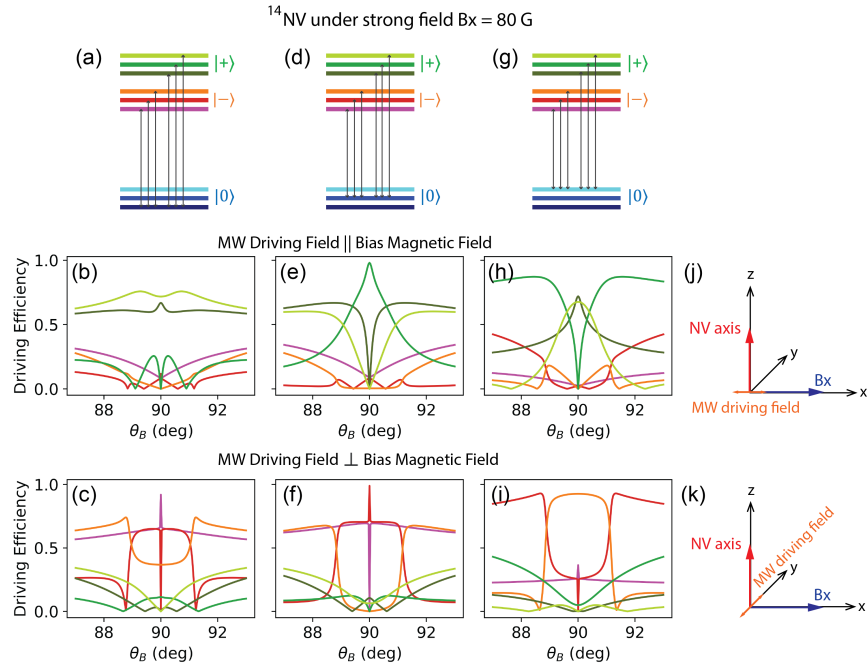 ¹⁴NV under strong field Bx = 80 G
(a) |+⟩ |−⟩ |0⟩
(d) |+⟩ |−⟩ |0⟩
(g) |+⟩ |−⟩ |0⟩
MW Driving Field || Bias Magnetic Field
Driving Efficiency
1.0
0.5
0.0
(b)
88 90 92
θB (deg)
(e)
88 90 92
θB (deg)
(h)
88 90 92
θB (deg)
(j)
z
NV axis
y
Bx
x
MW driving field
MW Driving Field ⊥ Bias Magnetic Field
Driving Efficiency
1.0
0.5
0.0
(c)
88 90 92
θB (deg)
(f)
88 90 92
θB (deg)
(i)
88 90 92
θB (deg)
(k)
z
MW driving field
NV axis
y
Bx
x